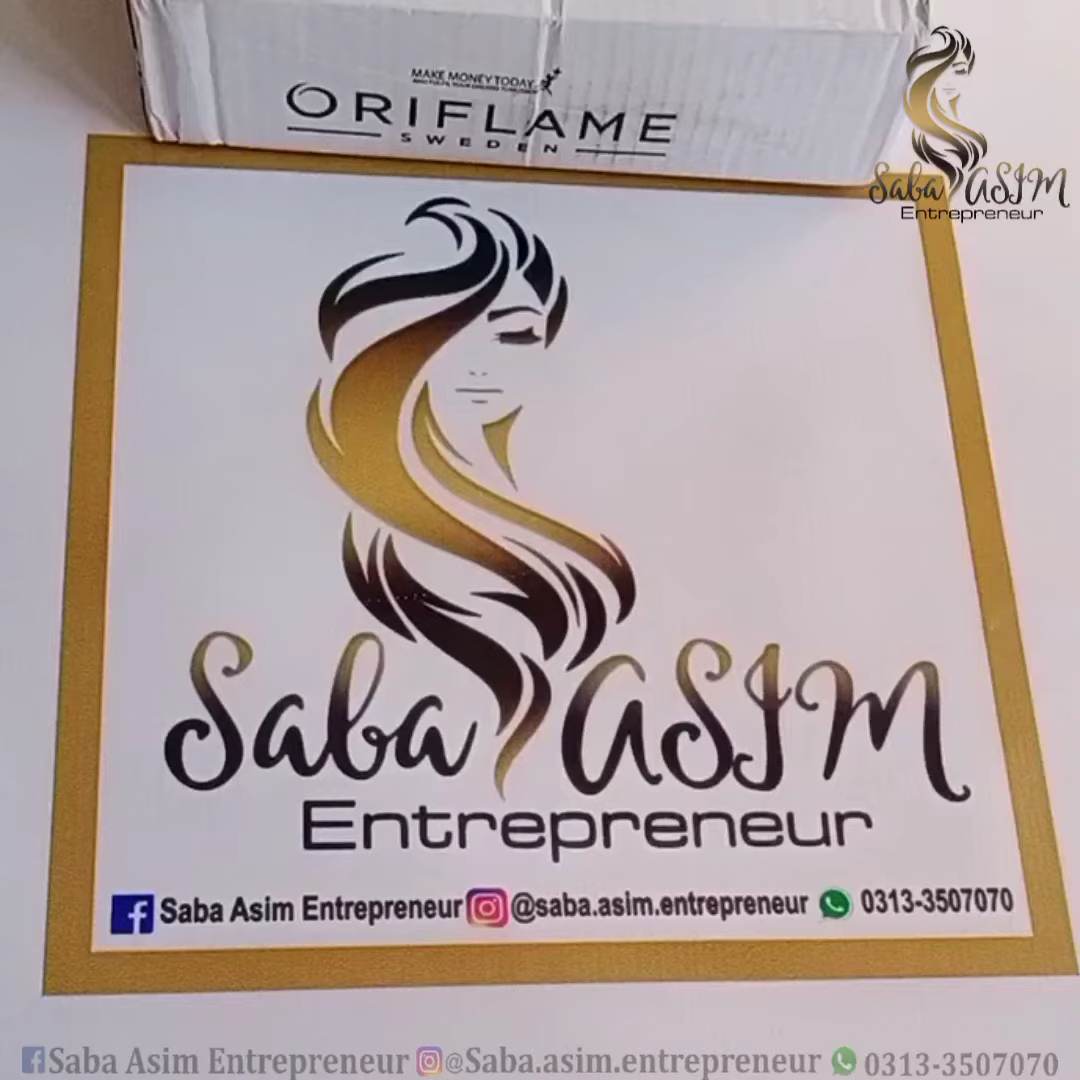 MAKE MONEY TODAY
ORIFLAME
SWEDEN
Saba ASIM
Entrepreneur
Saba ASIM
Entrepreneur
Saba Asim Entrepreneur @saba.asim.entrepreneur 0313-3507070
Saba Asim Entrepreneur @Saba.asim.entrepreneur 0313-3507070